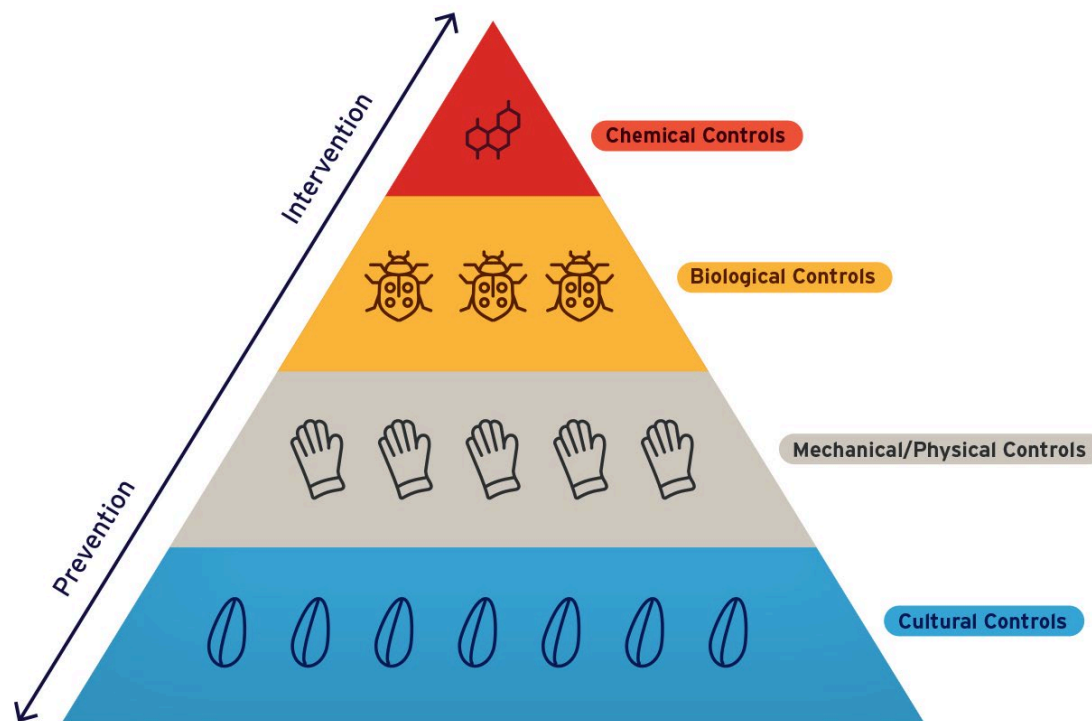 Intervention
Chemical Controls
Biological Controls
Mechanical/Physical Controls
Prevention
Cultural Controls